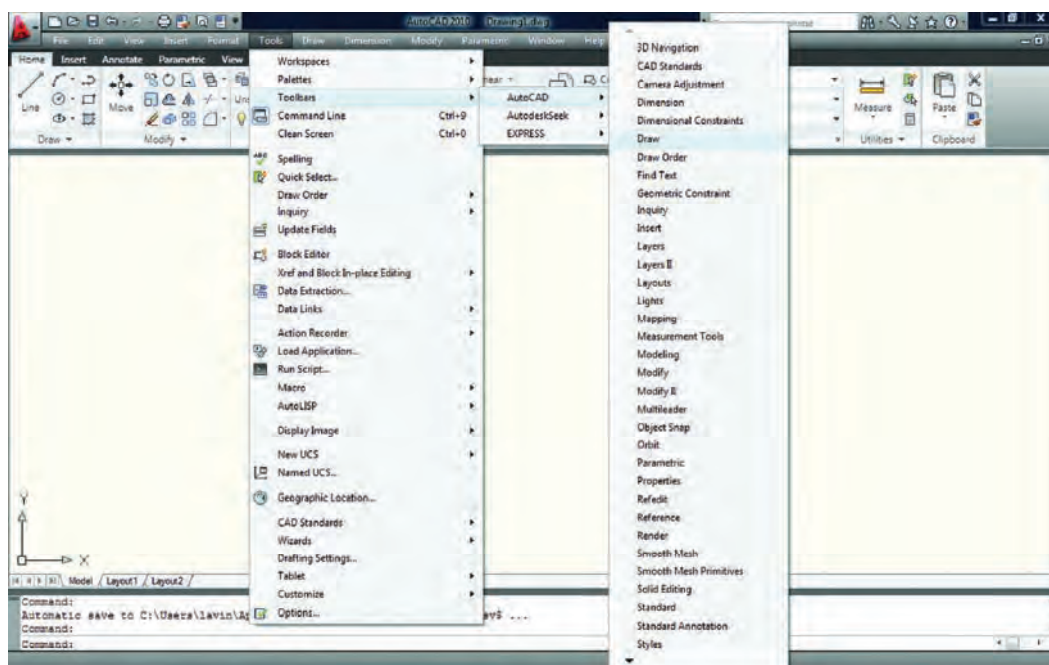 AutoCAD 2010 Drawing1.dwg
File Edit View Insert Format Tools Draw Dimension Modify Parametric Window Help
Home Insert Annotate Parametric View
Line
Move
Measure
Paste
Draw
Modify
Utilities
Clipboard
Workspaces
Palettes
Toolbars
Command Line Ctrl+9
Clean Screen Ctrl+0
Spelling
Quick Select...
Draw Order
Inquiry
Update Fields
Block Editor
Xref and Block In-place Editing
Data Extraction...
Data Links
Action Recorder
Load Application...
Run Script...
Macro
AutoLISP
Display Image
New UCS
Named UCS...
Geographic Location...
CAD Standards
Wizards
Drafting Settings...
Tablet
Customize
Options...
AutoCAD
AutodeskSeek
EXPRESS
3D Navigation
CAD Standards
Camera Adjustment
Dimension
Dimensional Constraints
Draw
Draw Order
Find Text
Geometric Constraint
Inquiry
Insert
Layers
Layers II
Layouts
Lights
Mapping
Measurement Tools
Modeling
Modify
Modify II
Multileader
Object Snap
Orbit
Parametric
Properties
Refedit
Reference
Render
Smooth Mesh
Smooth Mesh Primitives
Solid Editing
Standard
Standard Annotation
Styles
Y
X
Model Layout1 Layout2
Command:
Automatic save to C:\Users\lavin\Ap ev$ ...
Command:
Command: